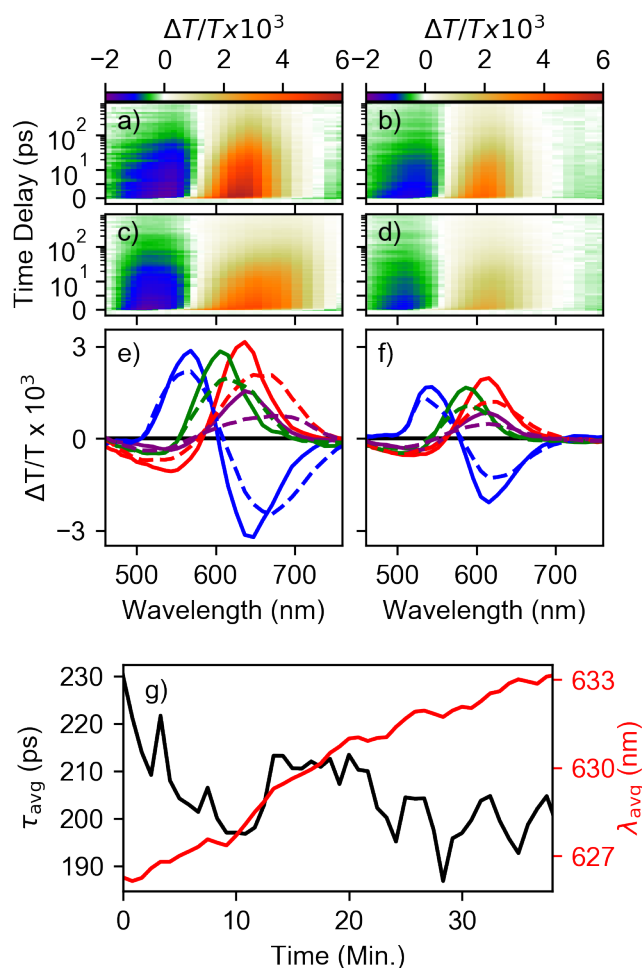 ΔT/Tx10³ ΔT/Tx10³
−2 0 2 4 6 −2 0 2 4 6
a) b)
10²
10¹
0
Time Delay (ps)
c) d)
10²
10¹
0
e) f)
3
0
−3
ΔT/T x 10³
500 600 700 500 600 700
Wavelength (nm) Wavelength (nm)
g)
230
220
210
200
190
τavg (ps)
633
630
627
λavg (nm)
0 10 20 30
Time (Min.)